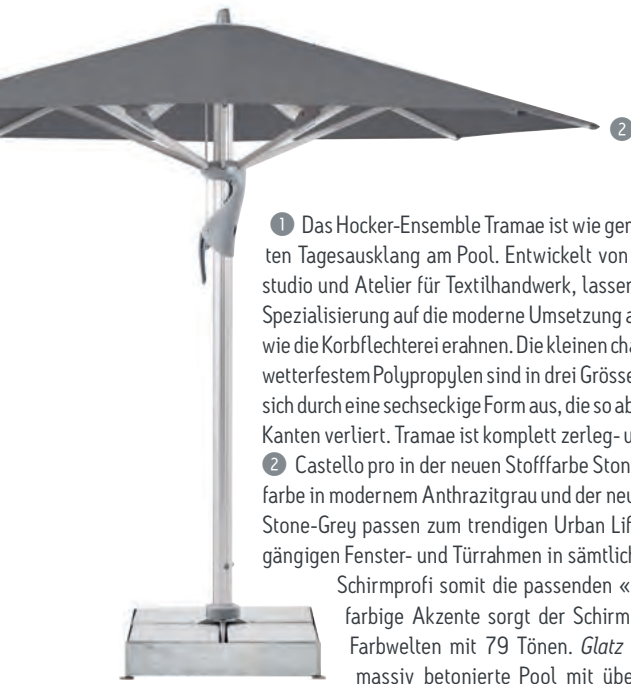 2
1 Das Hocker-Ensemble Tramae ist wie
ten Tagesausklang am Pool. Entwickelt von
studio und Atelier für Textilhandwerk,
Spezialisierung auf die moderne Umsetzung
wie die Korbflechterei erahnen. Die kleinen
wetterfestem Polypropylen sind in drei
sich durch eine sechseckige Form aus, die so
Kanten verliert. Tramae ist komplett zerleg-
2 Castello pro in der neuen Stofffarbe
farbe in modernem Anthrazitgrau und der
Stone-Grey passen zum trendigen Urban
gängigen Fenster- und Türrahmen in
Schirmprofi somit die passenden «
farbige Akzente sorgt der Schirm
Farbwelten mit 79 Tönen. Glatz
massiv betonierte Pool mit